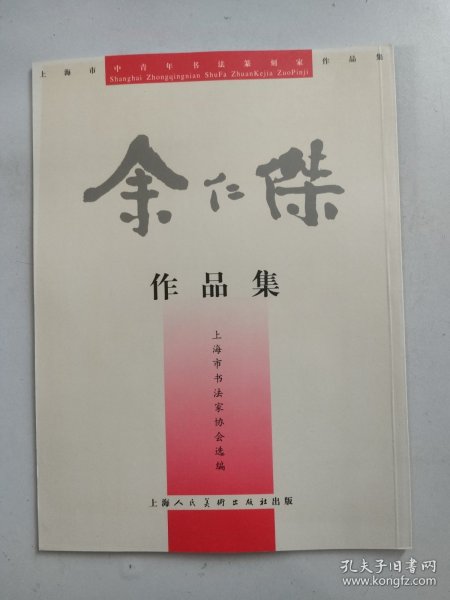 上海市中青年书法篆刻家作品集
Shanghai Zhongqingnian ShuFa ZhuanKejia ZuoPinji
余仁傑
作品集
上海市书法家协会选编
上海人民美術出版社出版
孔夫子旧书网
www.kongfz.com